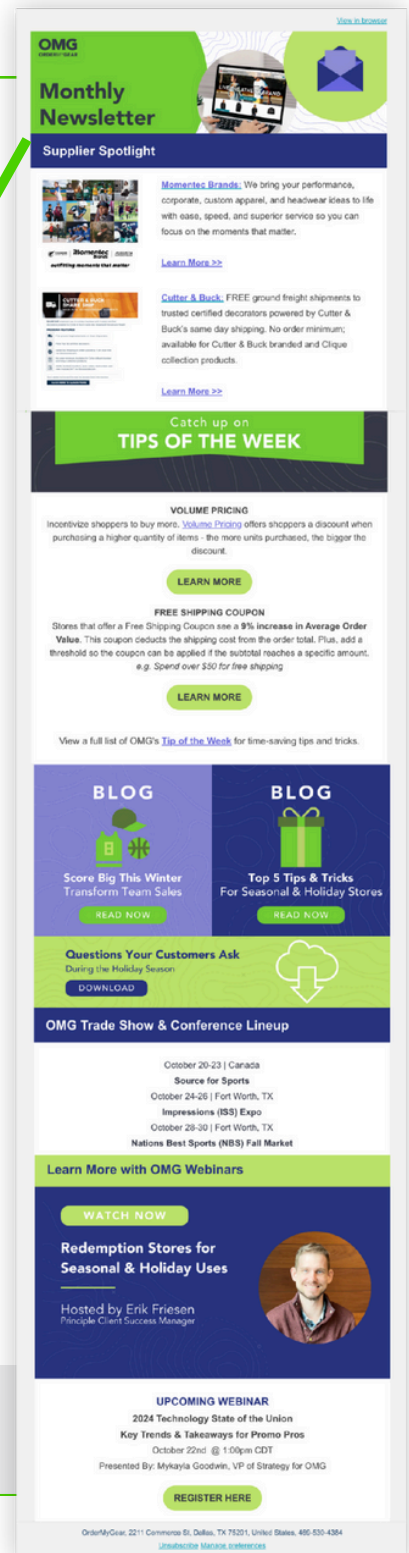 View in browser
OMG
ORDERMYGEAR
Monthly
Newsletter
Supplier Spotlight
Momentec Brands: We bring your performance,
corporate, custom apparel, and headwear ideas to life
with ease, speed, and superior service so you can
focus on the moments that matter.
Momentec
Brands
outfitting moments that matter
Learn More >>
CUTTER & BUCK
Cutter & Buck: FREE ground freight shipments to
trusted certified decorators powered by Cutter &
Buck's same day shipping. No order minimum;
available for Cutter & Buck branded and Clique
collection products.
Learn More >>
Catch up on
TIPS OF THE WEEK
VOLUME PRICING
Incentivize shoppers to buy more. Volume Pricing offers shoppers a discount when
purchasing a higher quantity of items - the more units purchased, the bigger the
discount.
LEARN MORE
FREE SHIPPING COUPON
Stores that offer a Free Shipping Coupon see a 9% increase in Average Order
Value. This coupon deducts the shipping cost from the order total. Plus, add a
threshold so the coupon can be applied if the subtotal reaches a specific amount.
e.g. Spend over $50 for free shipping
LEARN MORE
View a full list of OMG's Tip of the Week for time-saving tips and tricks.
BLOG
Score Big This Winter
Transform Team Sales
READ NOW
BLOG
Top 5 Tips & Tricks
For Seasonal & Holiday Stores
READ NOW
Questions Your Customers Ask
During the Holiday Season
DOWNLOAD
OMG Trade Show & Conference Lineup
October 20-23 | Canada
Source for Sports
October 24-26 | Fort Worth, TX
Impressions (ISS) Expo
October 28-30 | Fort Worth, TX
Nations Best Sports (NBS) Fall Market
Learn More with OMG Webinars
WATCH NOW
Redemption Stores for
Seasonal & Holiday Uses
Hosted by Erik Friesen
Principle Client Success Manager
UPCOMING WEBINAR
2024 Technology State of the Union
Key Trends & Takeaways for Promo Pros
October 22nd @ 1:00pm CDT
Presented By: Mykayla Goodwin, VP of Strategy for OMG
REGISTER HERE
OrderMyGear, 2211 Commerce St, Dallas, TX 75201, United States, 469-530-4384
Unsubscribe Manage preferences